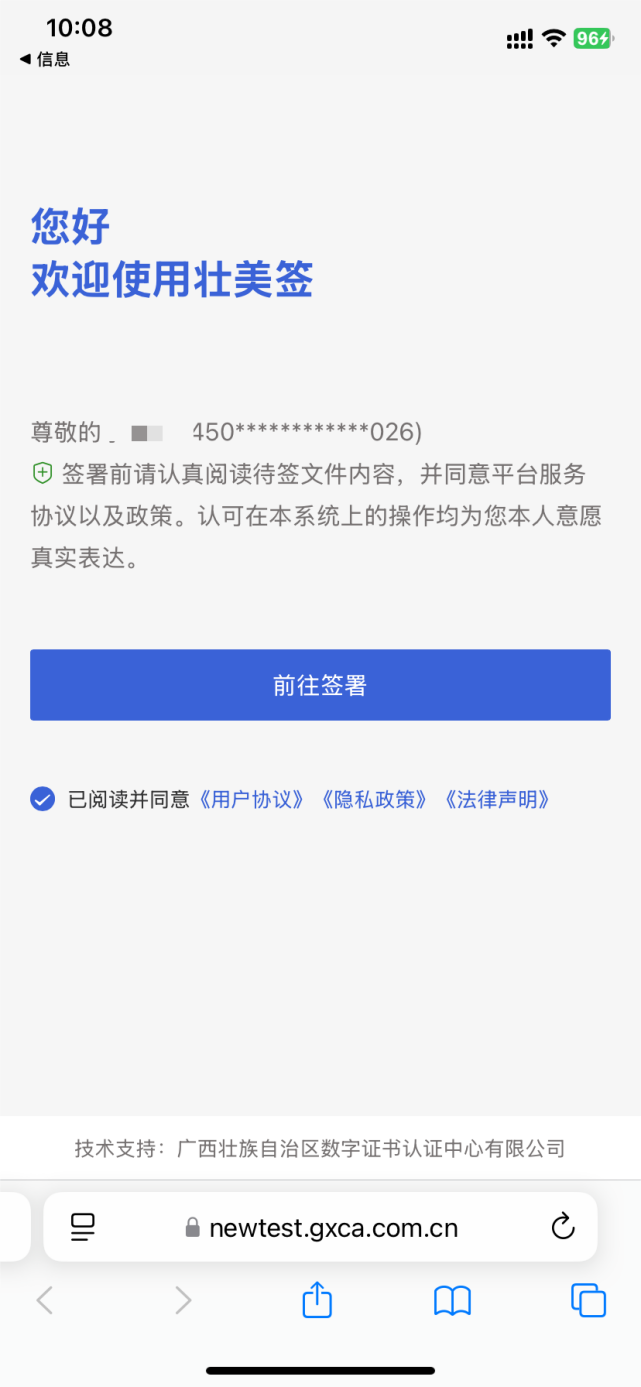 10:08
96
信息
您好
欢迎使用壮美签
尊敬的 450************026)
签署前请认真阅读待签文件内容，并同意平台服务
协议以及政策。认可在本系统上的操作均为您本人意愿
真实表达。
前往签署
已阅读并同意《用户协议》《隐私政策》《法律声明》
技术支持：广西壮族自治区数字证书认证中心有限公司
newtest.gxca.com.cn